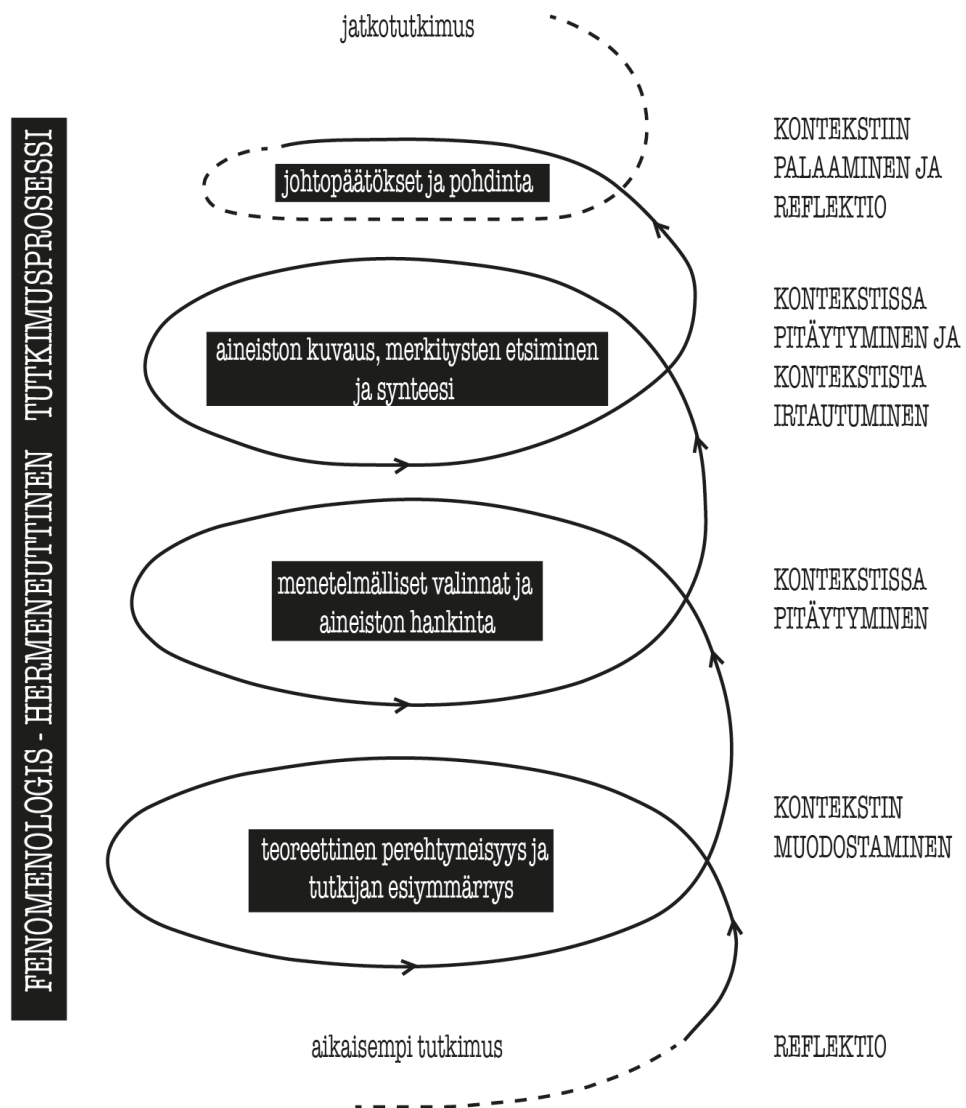 jatkotutkimus
KONTEKSTIIN
PALAAMINEN JA
REFLEKTIO
johtopäätökset ja pohdinta
KONTEKSTISSA
PITÄYTYMINEN JA
KONTEKSTISTA
IRTAUTUMINEN
aineiston kuvaus, merkitysten etsiminen
ja synteesi
menetelmälliset valinnat ja
aineiston hankinta
KONTEKSTISSA
PITÄYTYMINEN
teoreettinen perehtyneisyys ja
tutkijan esiymmärrys
KONTEKSTIN
MUODOSTAMINEN
aikaisempi tutkimus
REFLEKTIO
FENOMENOLOGIS - HERMENEUTTINEN TUTKIMUSPROSESSI